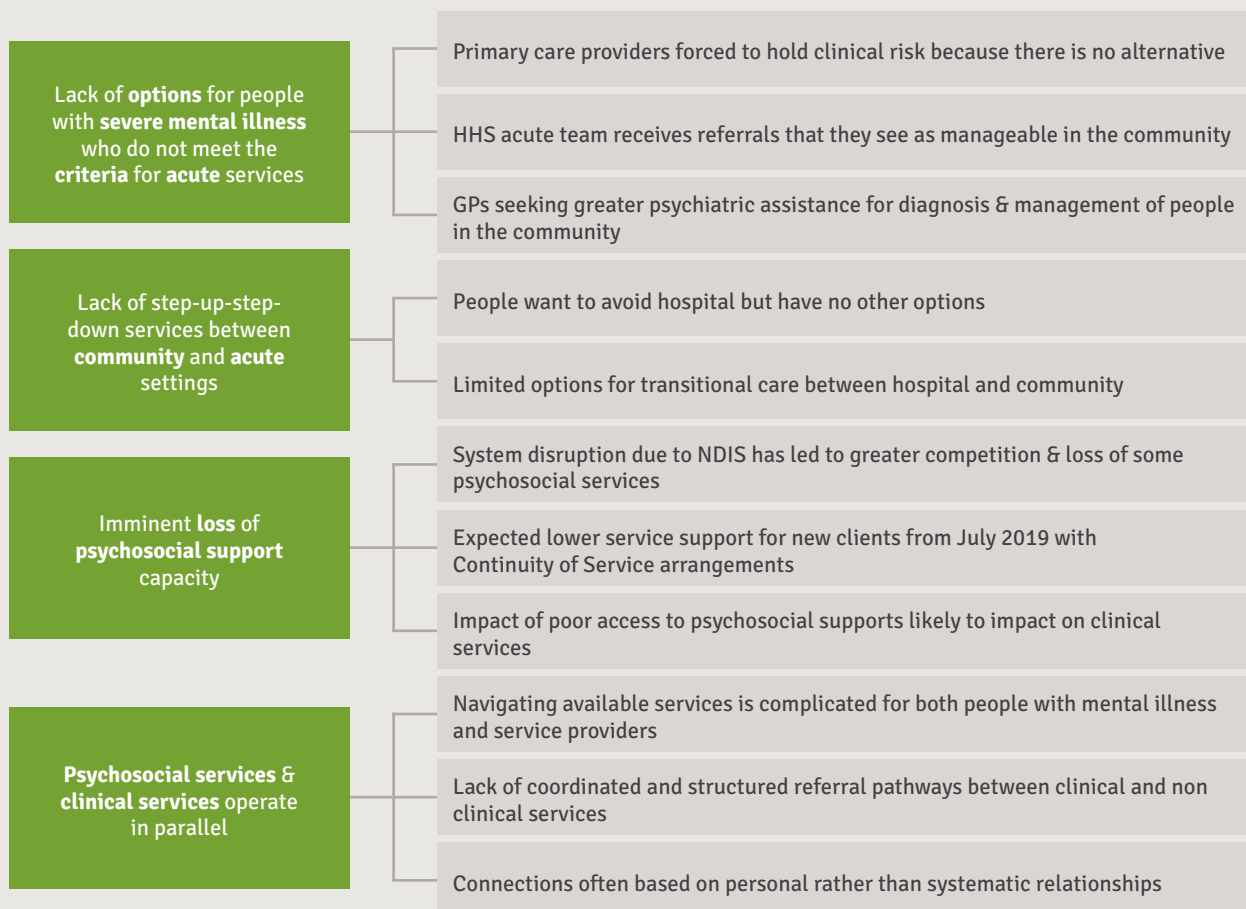 Lack of options for people
with severe mental illness
who do not meet the
criteria for acute services
Primary care providers forced to hold clinical risk because there is no alternative
HHS acute team receives referrals that they see as manageable in the community
GPs seeking greater psychiatric assistance for diagnosis & management of people
in the community
Lack of step-up-step-
down services between
community and acute
settings
People want to avoid hospital but have no other options
Limited options for transitional care between hospital and community
Imminent loss of
psychosocial support
capacity
System disruption due to NDIS has led to greater competition & loss of some
psychosocial services
Expected lower service support for new clients from July 2019 with
Continuity of Service arrangements
Impact of poor access to psychosocial supports likely to impact on clinical
services
Psychosocial services &
clinical services operate
in parallel
Navigating available services is complicated for both people with mental illness
and service providers
Lack of coordinated and structured referral pathways between clinical and non
clinical services
Connections often based on personal rather than systematic relationships